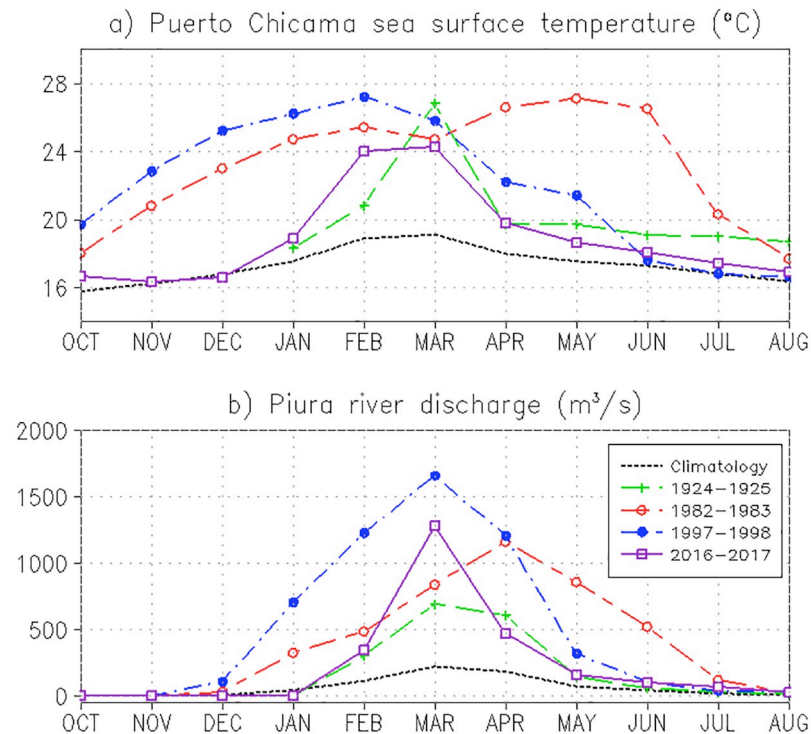 a) Puerto Chicama sea surface temperature (°C)
28
24
20
16
OCT NOV DEC JAN FEB MAR APR MAY JUN JUL AUG
b) Piura river discharge (m³/s)
2000
1500
1000
500
0
Climatology
1924-1925
1982-1983
1997-1998
2016-2017
OCT NOV DEC JAN FEB MAR APR MAY JUN JUL AUG